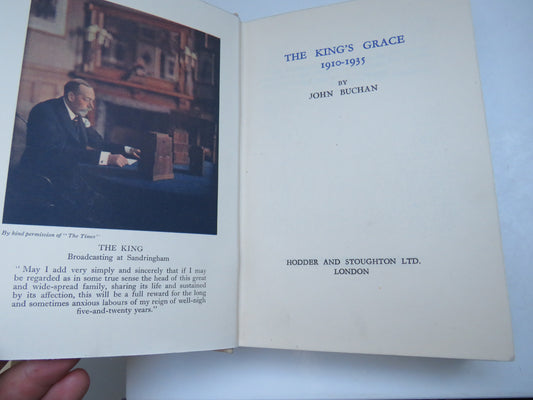 By kind permission of "The Times"
THE KING
Broadcasting at Sandringham
"May I add very simply and sincerely that if I may
be regarded as in some true sense the head of this great
and wide-spread family, sharing its life and sustained
by its affection, this will be a full reward for the long
and sometimes anxious labours of my reign of well-nigh
five-and-twenty years."
THE KING'S GRACE
1910-1935
BY
JOHN BUCHAN
HODDER AND STOUGHTON LTD.
LONDON